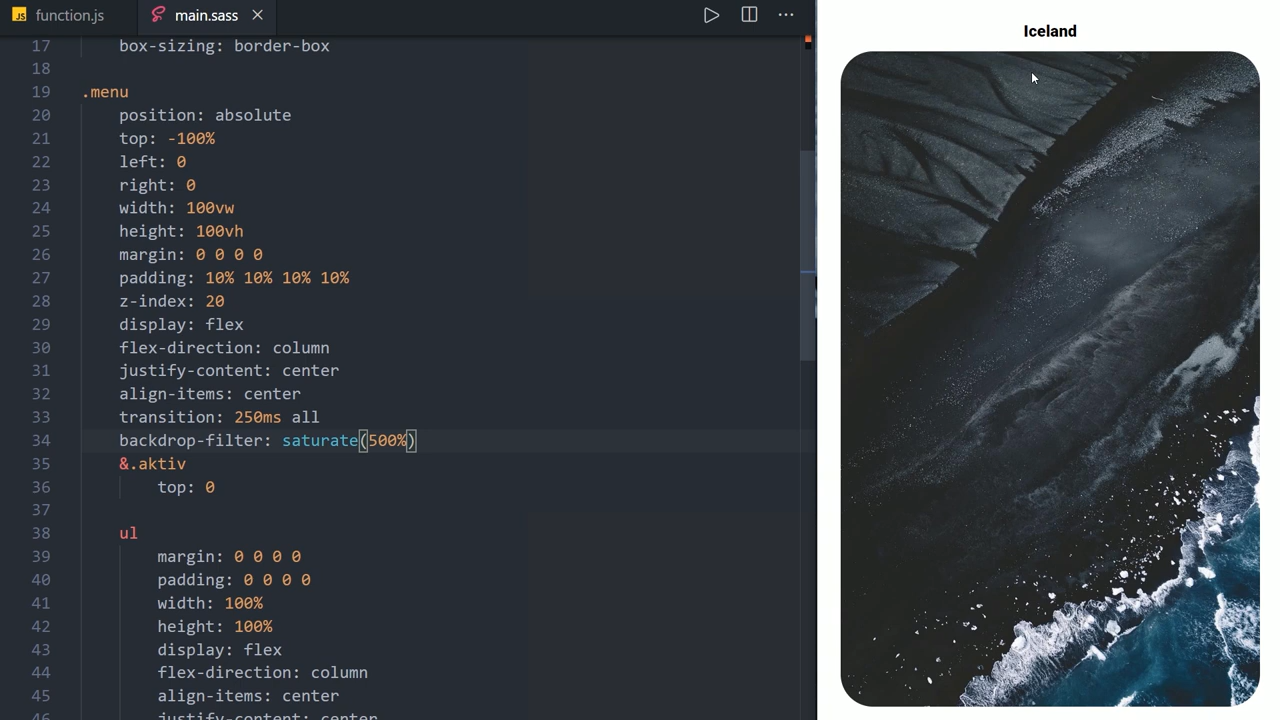 JS function.js
main.sass
17 box-sizing: border-box
18
19 .menu
20 position: absolute
21 top: -100%
22 left: 0
23 right: 0
24 width: 100vw
25 height: 100vh
26 margin: 0 0 0 0
27 padding: 10% 10% 10% 10%
28 z-index: 20
29 display: flex
30 flex-direction: column
31 justify-content: center
32 align-items: center
33 transition: 250ms all
34 backdrop-filter: saturate(500%)
35 &.aktiv
36 top: 0
37
38 ul
39 margin: 0 0 0 0
40 padding: 0 0 0 0
41 width: 100%
42 height: 100%
43 display: flex
44 flex-direction: column
45 align-items: center
46 justify-content: center
Iceland